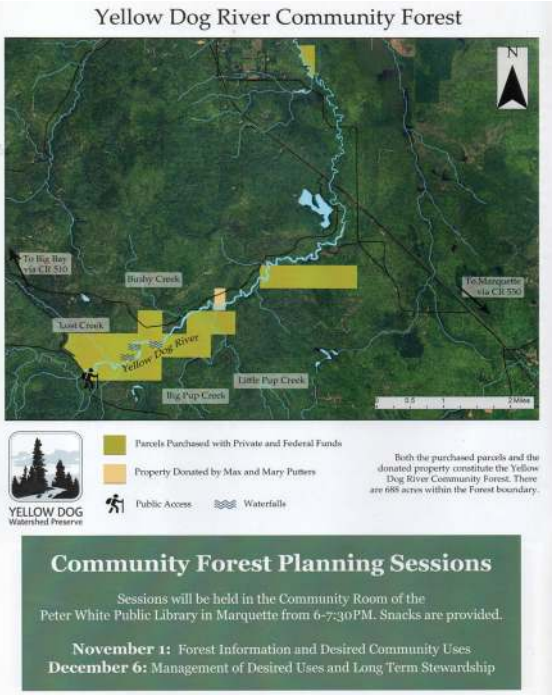 Yellow Dog River Community Forest
N
To Big Bay
via CR 510
Bushy Creek
To Marquette
via CR 550
Lost Creek
Yellow Dog River
Big Pup Creek
Little Pup Creek
0 0.5 1 2 Miles
Parcels Purchased with Private and Federal Funds
Property Donated by Max and Mary Putters
Public Access
Waterfalls
Both the purchased parcels and the
donated property constitute the Yellow
Dog River Community Forest. There
are 688 acres within the Forest boundary.
YELLOW DOG
Watershed Preserve
Community Forest Planning Sessions
Sessions will be held in the Community Room of the
Peter White Public Library in Marquette from 6-7:30PM. Snacks are provided.
November 1: Forest Information and Desired Community Uses
December 6: Management of Desired Uses and Long Term Stewardship